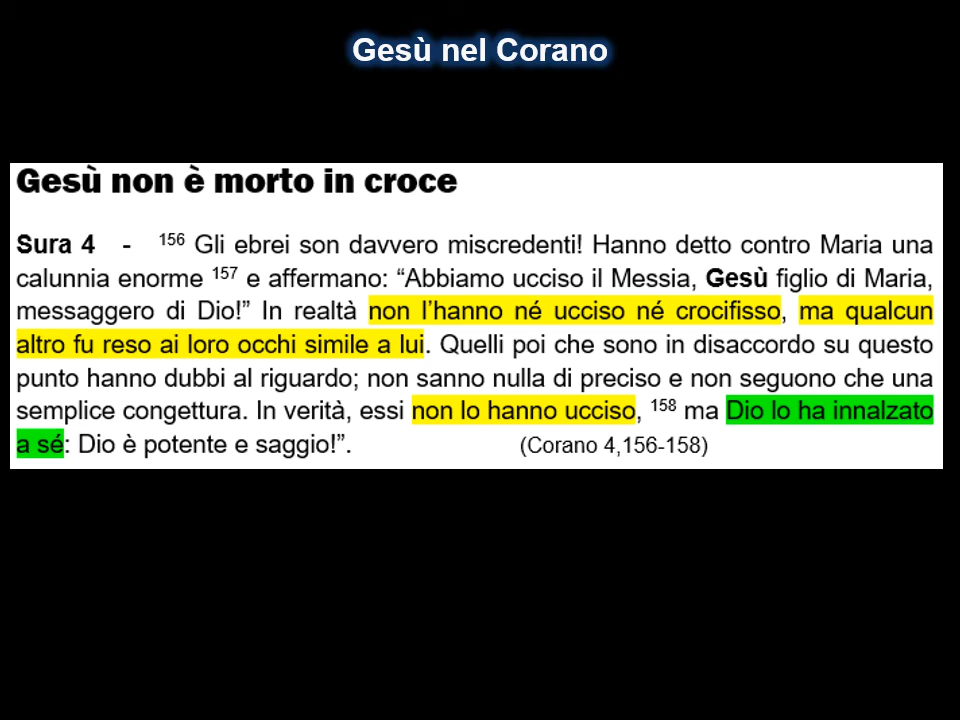 Gesù nel Corano
Gesù non è morto in croce
Sura 4 - 156 Gli ebrei son davvero miscredenti! Hanno detto contro Maria una
calunnia enorme 157 e affermano: “Abbiamo ucciso il Messia, Gesù figlio di Maria,
messaggero di Dio!” In realtà non l’hanno né ucciso né crocifisso, ma qualcun
altro fu reso ai loro occhi simile a lui. Quelli poi che sono in disaccordo su questo
punto hanno dubbi al riguardo; non sanno nulla di preciso e non seguono che una
semplice congettura. In verità, essi non lo hanno ucciso, 158 ma Dio lo ha innalzato
a sé: Dio è potente e saggio!”. (Corano 4,156-158)